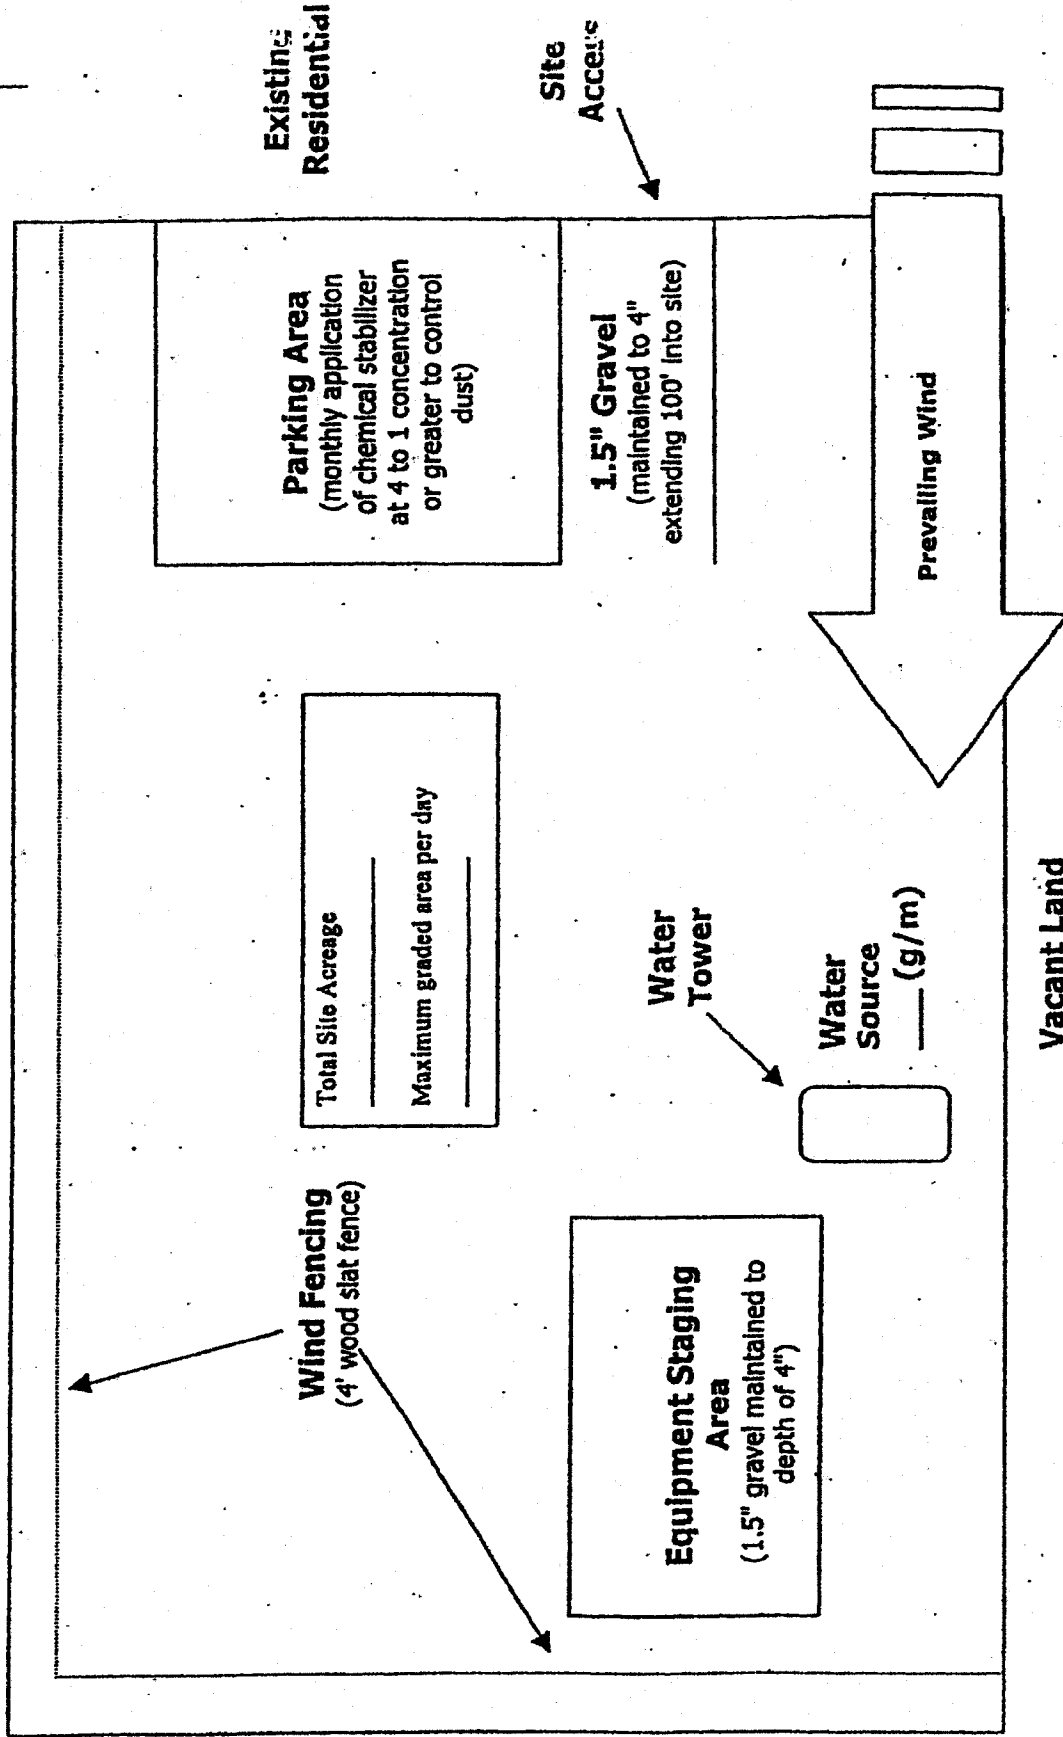 Existing
Residential
Site
Access
Parking Area
(monthly application
of chemical stabilizer
at 4 to 1 concentration
or greater to control
dust)
1.5" Gravel
(maintained to 4"
extending 100' into site)
Prevailing Wind
Total Site Acreage
Maximum graded area per day
Wind Fencing
(4' wood slat fence)
Water
Tower
Water
Source
(g/m)
Equipment Staging
Area
(1.5" gravel maintained to
depth of 4")
Vacant Land